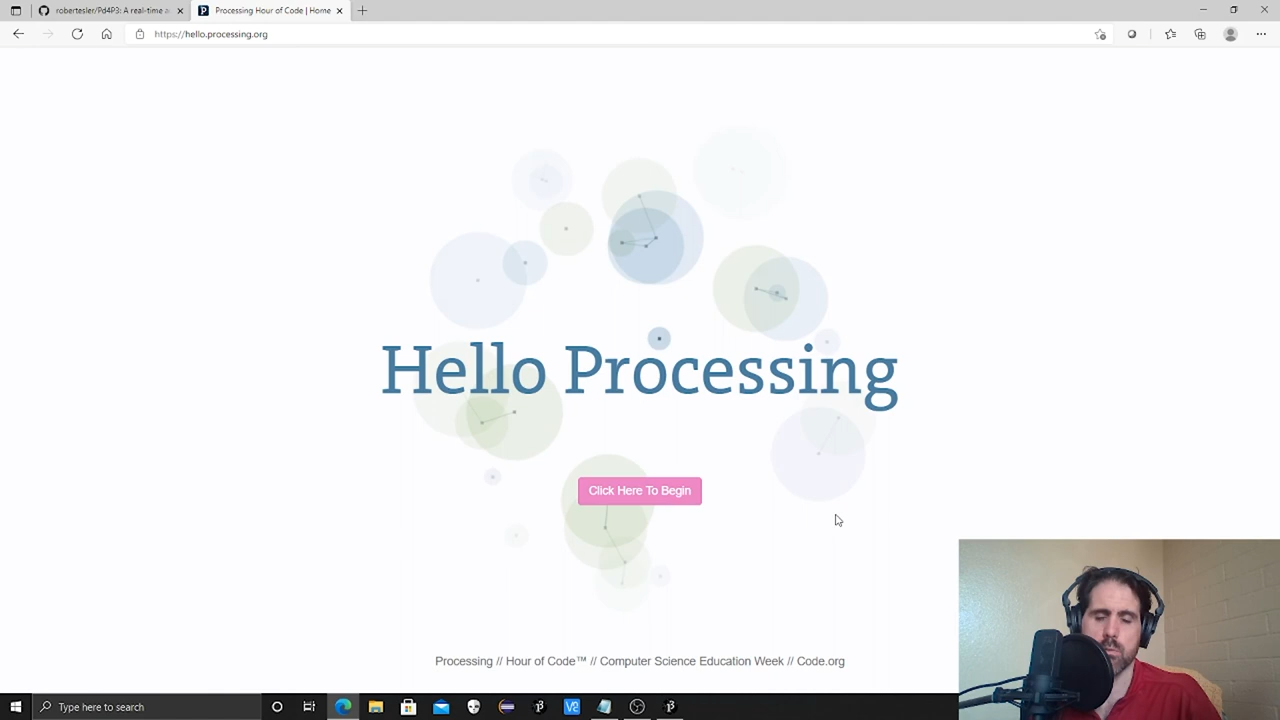 robertesler/Pd4P3: A real-time a
Processing Hour of Code | Home
https://hello.processing.org
Hello Processing
Click Here To Begin
Processing // Hour of Code™ // Computer Science Education Week // Code.org
Type here to search